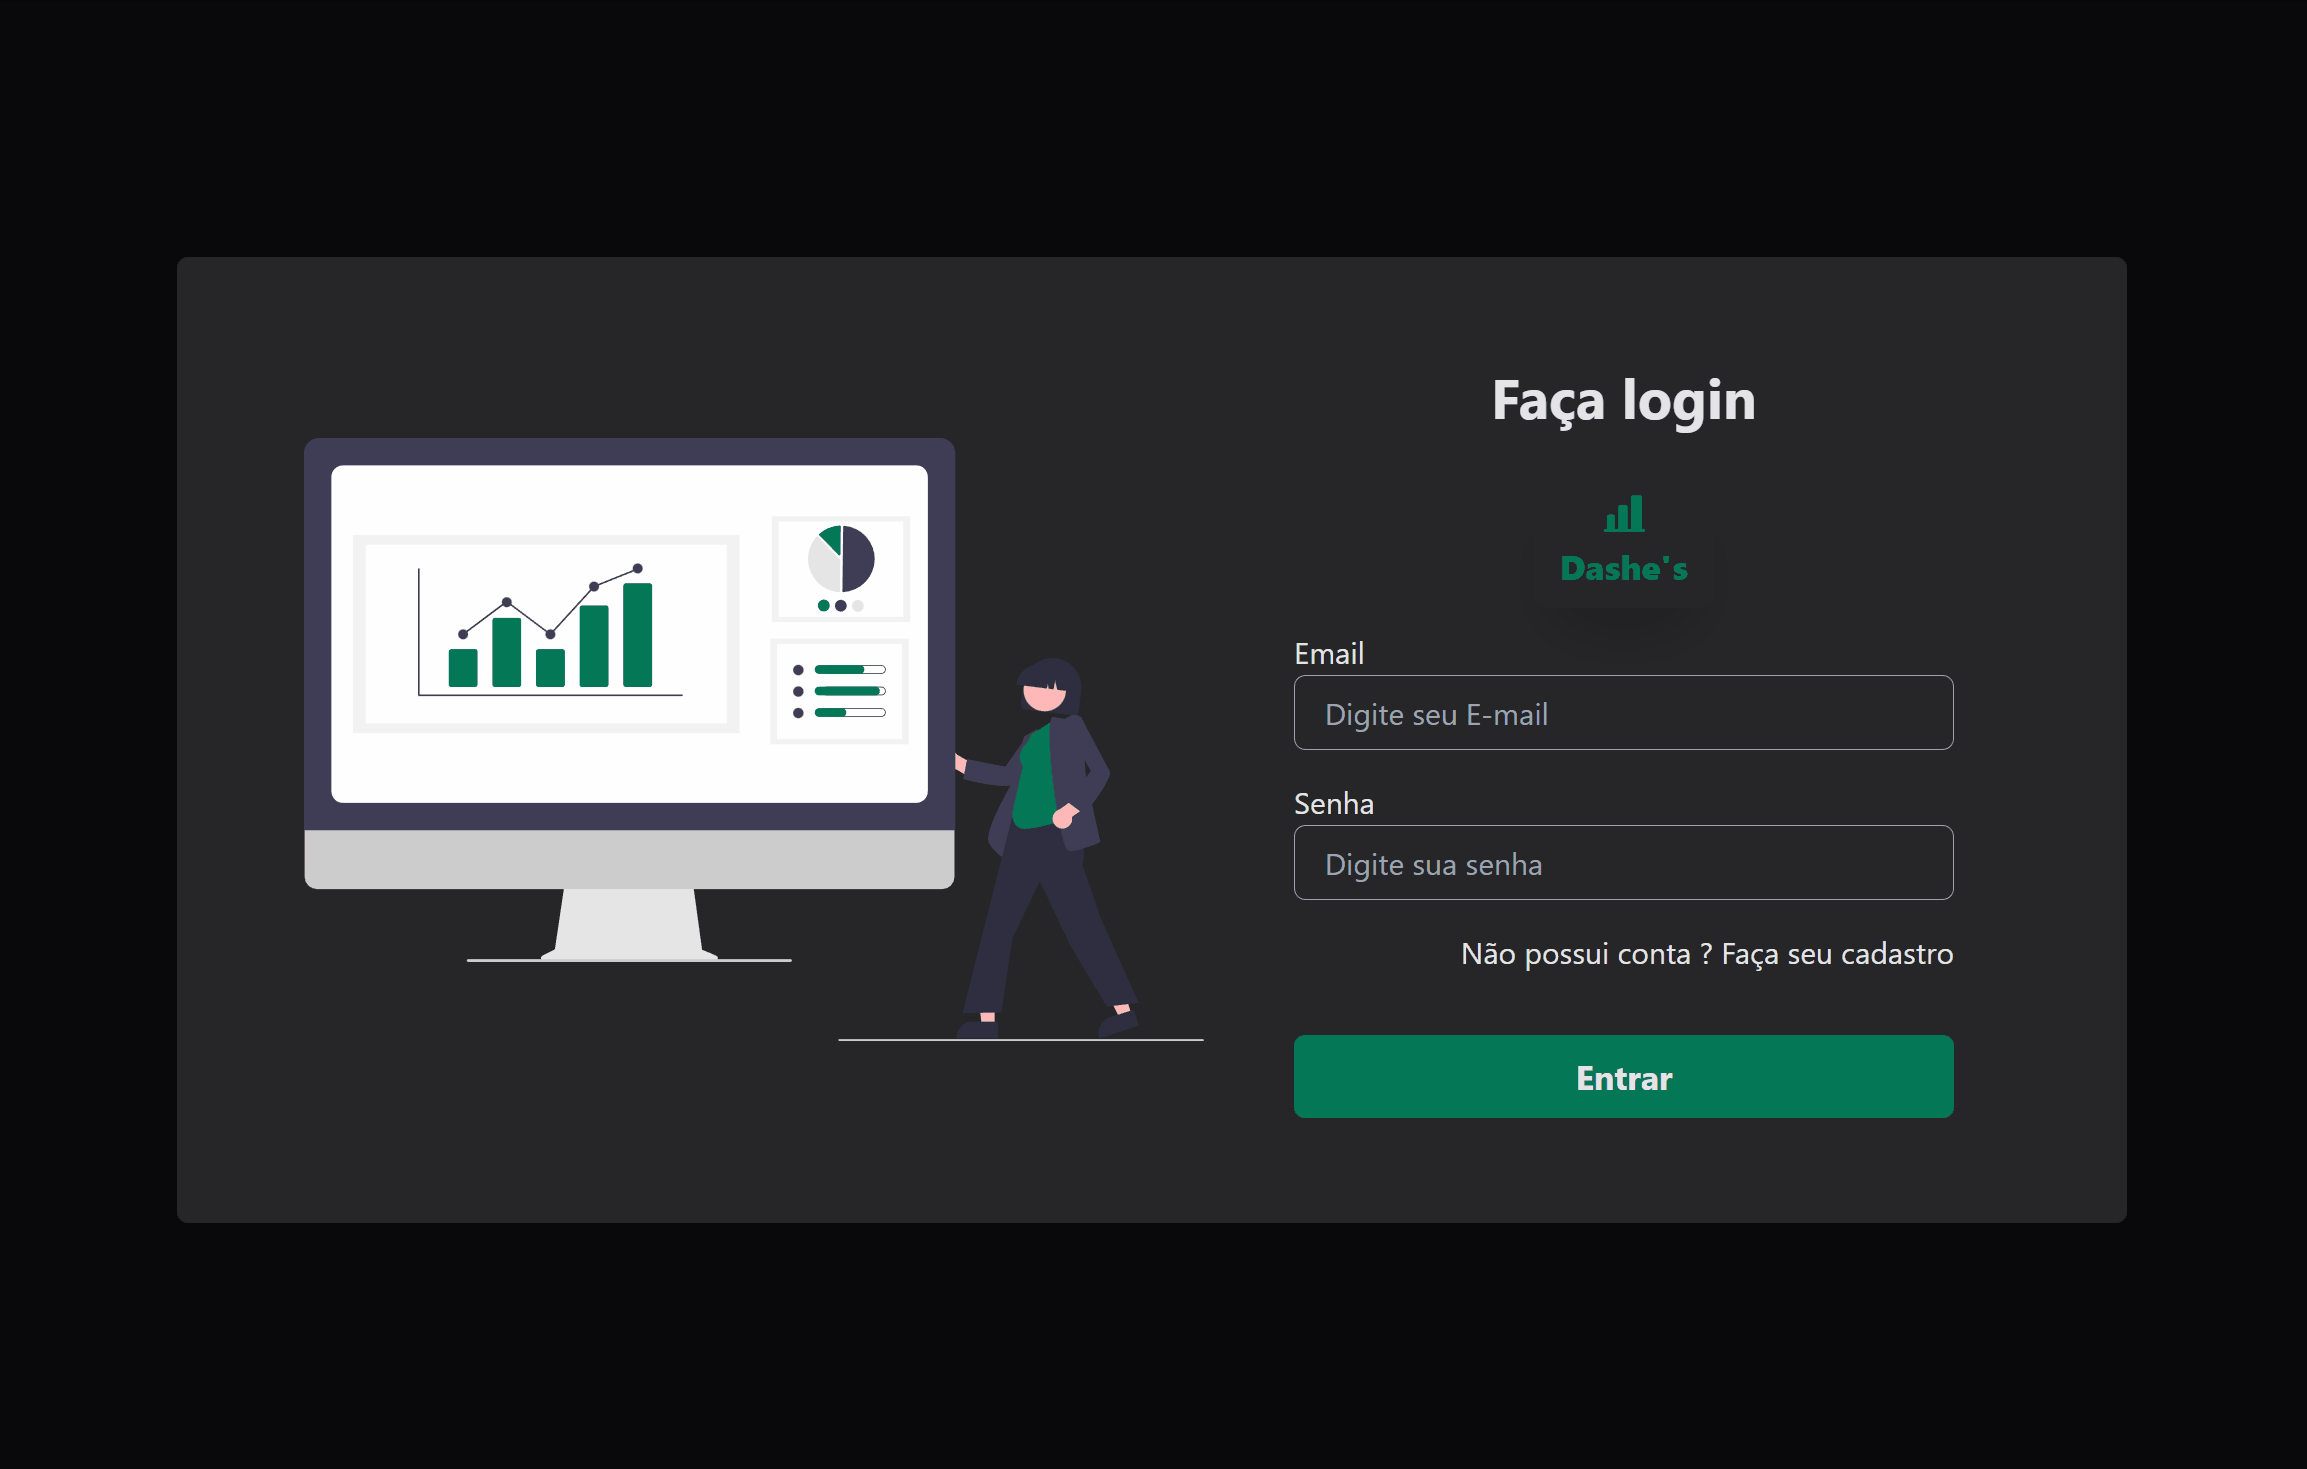 Faça login
Dashe's
Email
Digite seu E-mail
Senha
Digite sua senha
Não possui conta ? Faça seu cadastro
Entrar